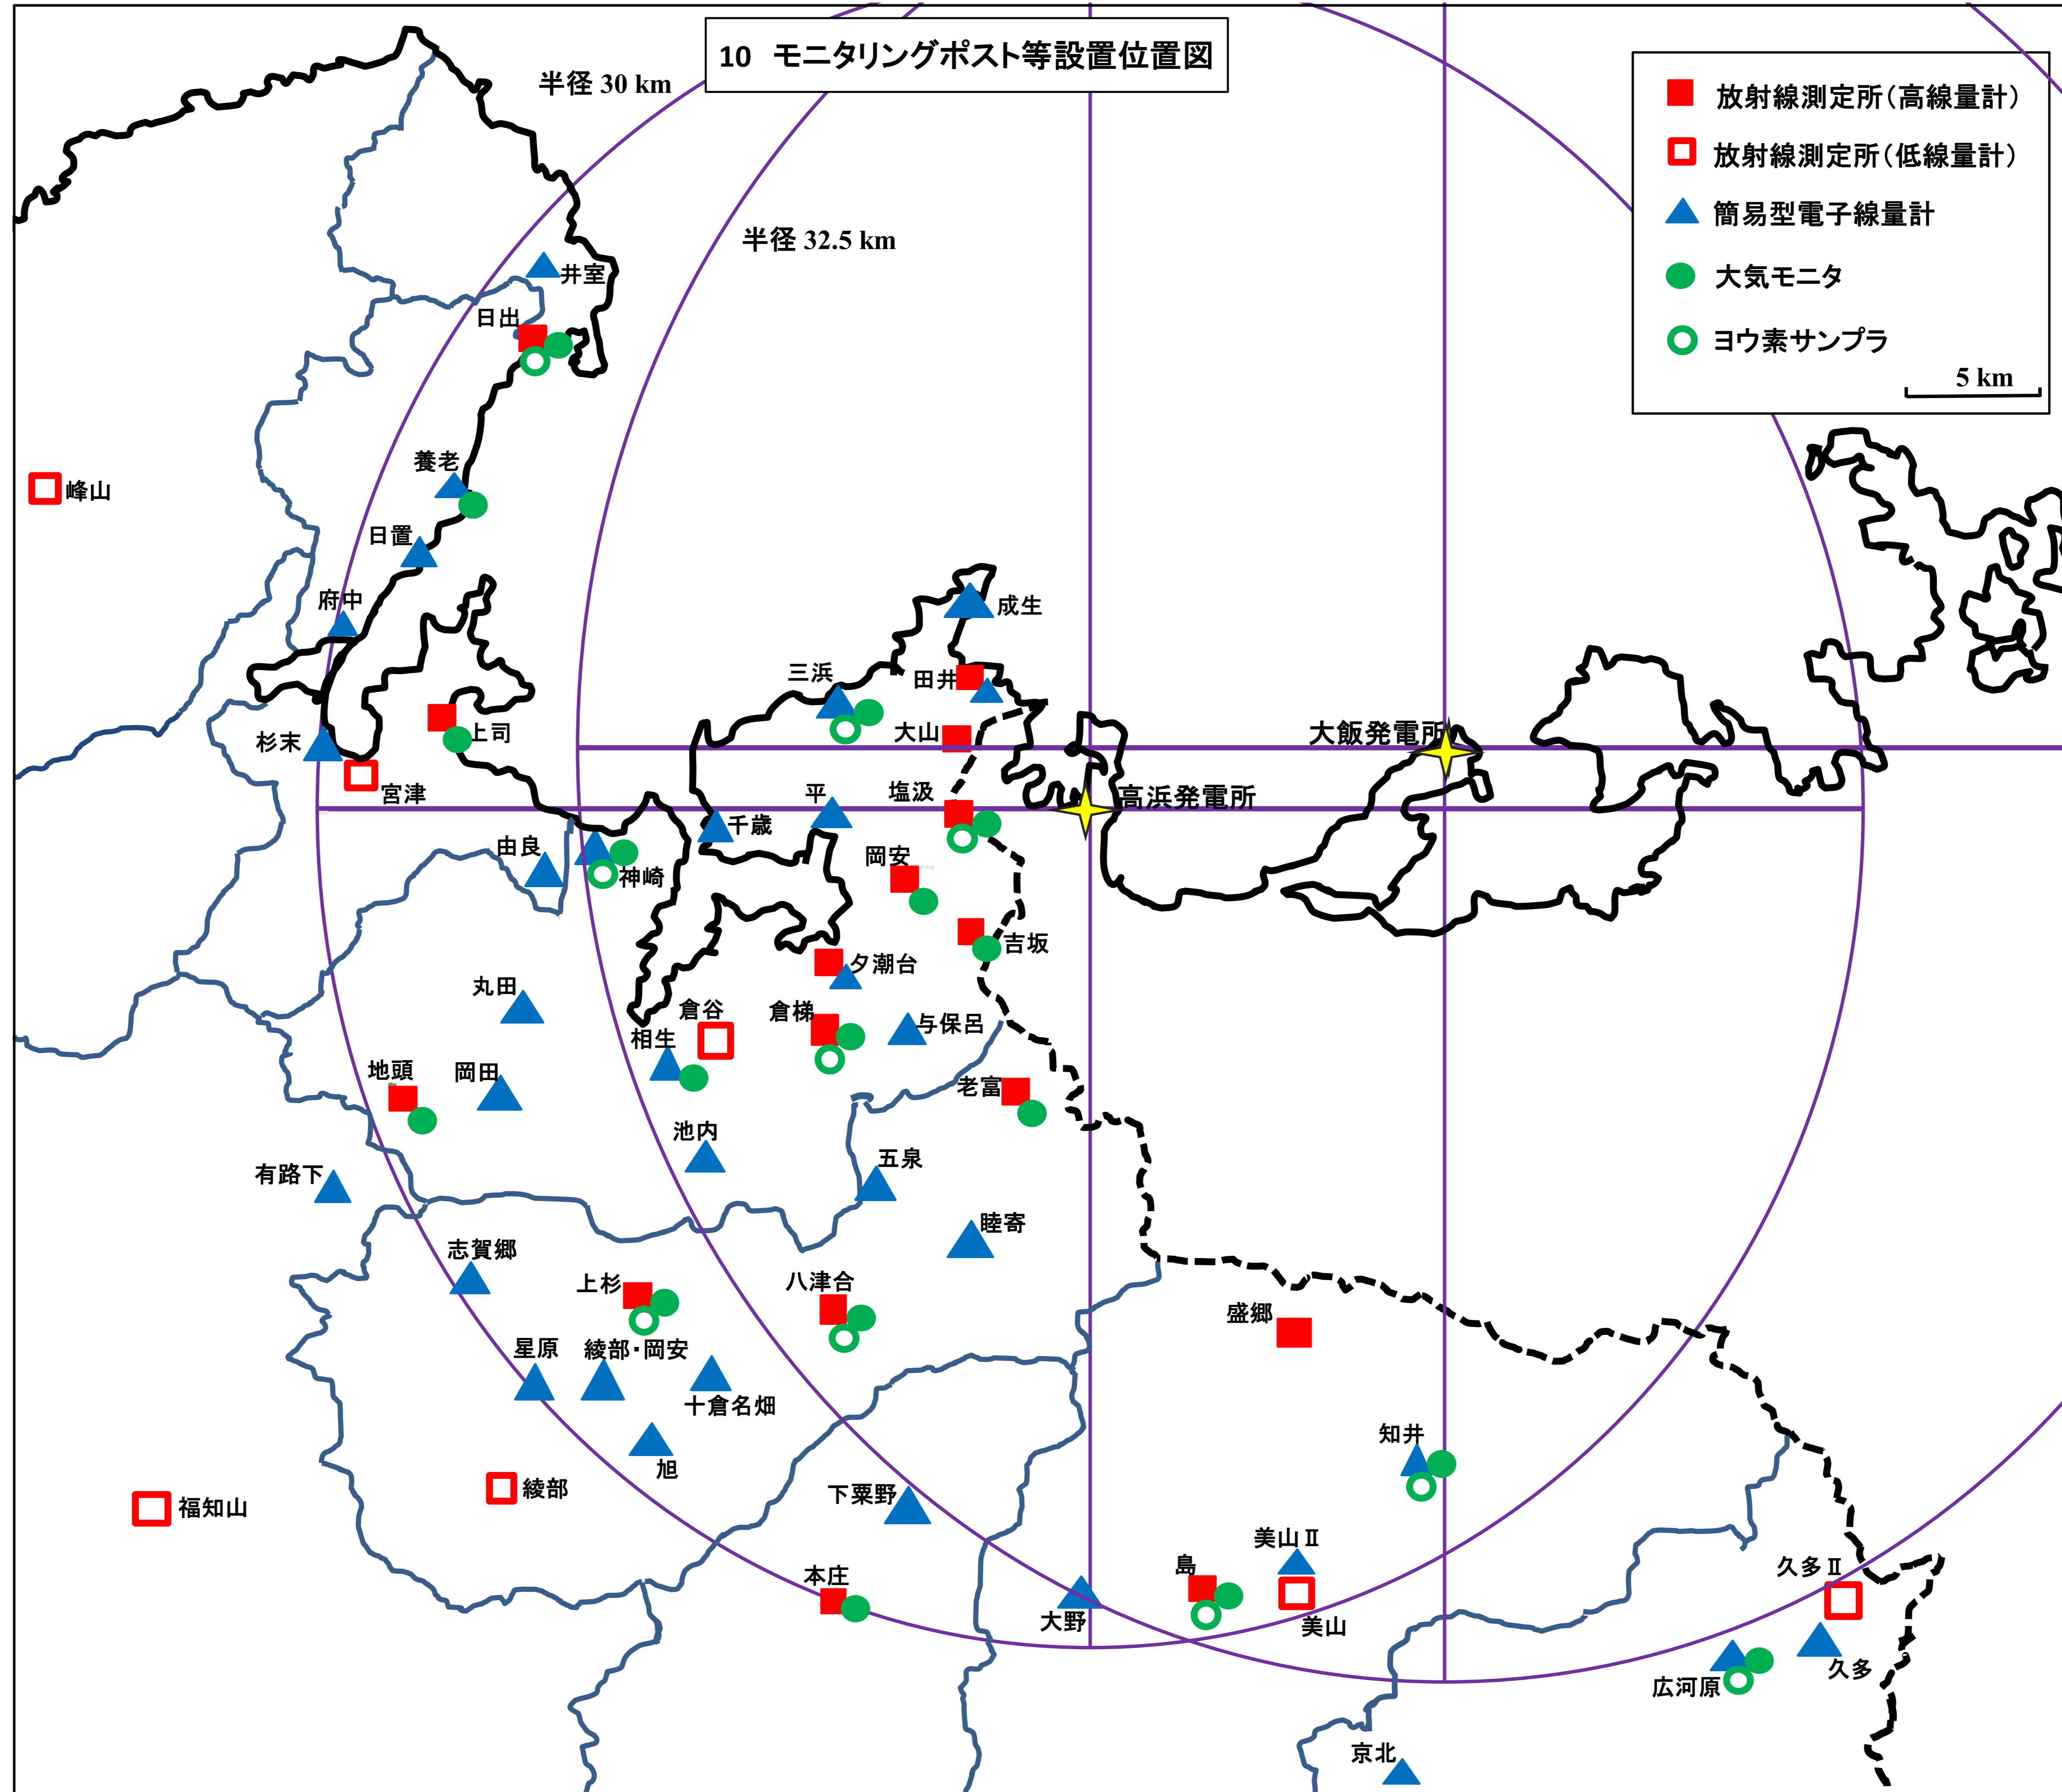 10 モニタリングポスト等設置位置図
半径 30 km
半径 32.5 km
放射線測定所(高線量計)
放射線測定所(低線量計)
簡易型電子線量計
大気モニタ
ヨウ素サンプラ
5 km
井室
日出
養老
峰山
日置
府中
成生
三浜
田井
上司
大山
大飯発電所
杉末
宮津
平
塩汲
高浜発電所
千歳
由良
岡安
神崎
吉坂
夕潮台
丸田
倉谷
倉梯
与保呂
相生
地頭
岡田
老富
池内
有路下
五泉
睦寄
志賀郷
上杉
八津合
盛郷
星原
綾部・岡安
十倉名畑
知井
旭
綾部
下粟野
福知山
美山Ⅱ
島
久多Ⅱ
本庄
大野
美山
久多
広河原
京北